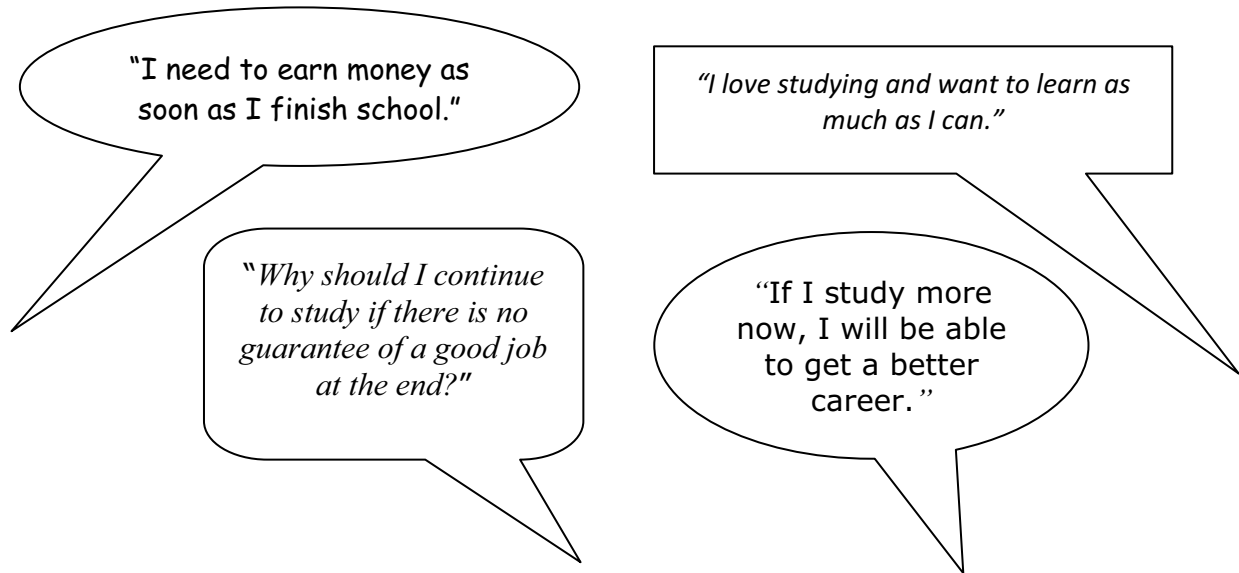 "I need to earn money as
soon as I finish school."
"I love studying and want to learn as
much as I can."
"Why should I continue
to study if there is no
guarantee of a good job
at the end?"
"If I study more
now, I will be able
to get a better
career."